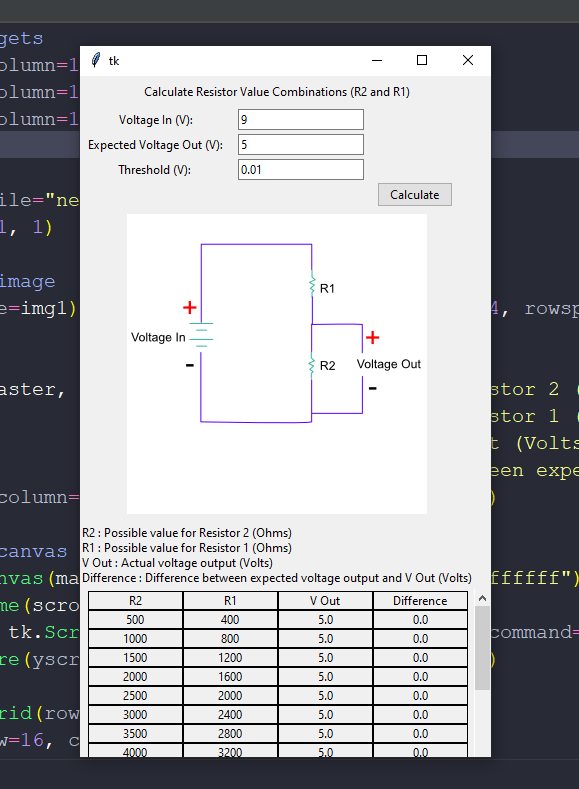 gets
tk
olumn=1
Calculate Resistor Value Combinations (R2 and R1)
olumn=1
Voltage In (V): 9
olumn=1
Expected Voltage Out (V): 5
Threshold (V): 0.01
Calculate
ile="ne
l, 1)
image
R1
e=img1)
4, rowsp
+
+
Voltage In
R2
Voltage Out
-
-
aster,
stor 2 (
stor 1 (
t (Volts
een expe
column=
)
R2 : Possible value for Resistor 2 (Ohms)
R1 : Possible value for Resistor 1 (Ohms)
canvas
V Out : Actual voltage output (Volts)
nvas(ma
Difference : Difference between expected voltage output and V Out (Volts)
ffffff")
me(scro
R2 R1 V Out Difference
500 400 5.0 0.0
tk.Scr
command=
1000 800 5.0 0.0
re(yscr
)
1500 1200 5.0 0.0
2000 1600 5.0 0.0
2500 2000 5.0 0.0
rid(row
3000 2400 5.0 0.0
w=16, c
3500 2800 5.0 0.0
4000 3200 5.0 0.0